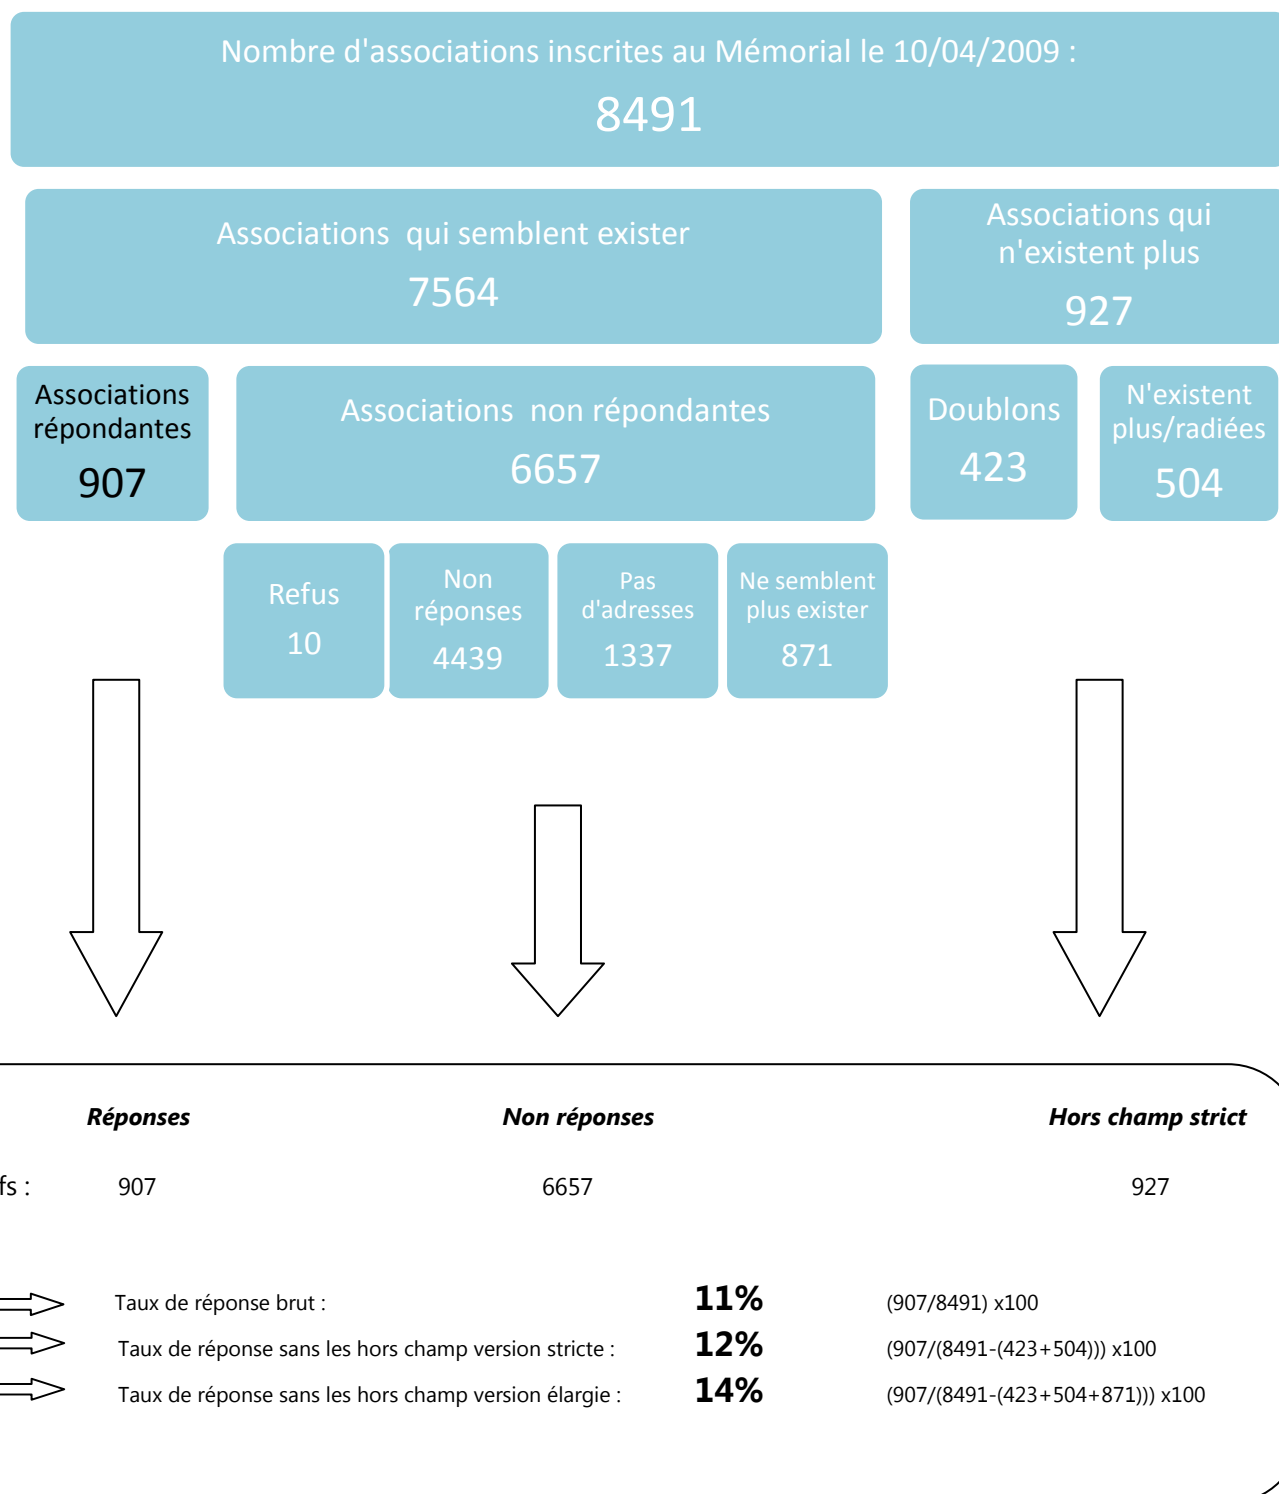 Nombre d'associations inscrites au Mémorial le 10/04/2009 :
8491
Associations qui semblent exister
7564
Associations qui
n'existent plus
927
Associations
répondantes
907
Associations non répondantes
6657
Doublons
423
N'existent
plus/radiées
504
Refus
10
Non
réponses
4439
Pas
d'adresses
1337
Ne semblent
plus exister
871
Réponses Non réponses Hors champ strict
fs : 907 6657 927
Taux de réponse brut : 11% (907/8491) x100
Taux de réponse sans les hors champ version stricte : 12% (907/(8491-(423+504))) x100
Taux de réponse sans les hors champ version élargie : 14% (907/(8491-(423+504+871))) x100